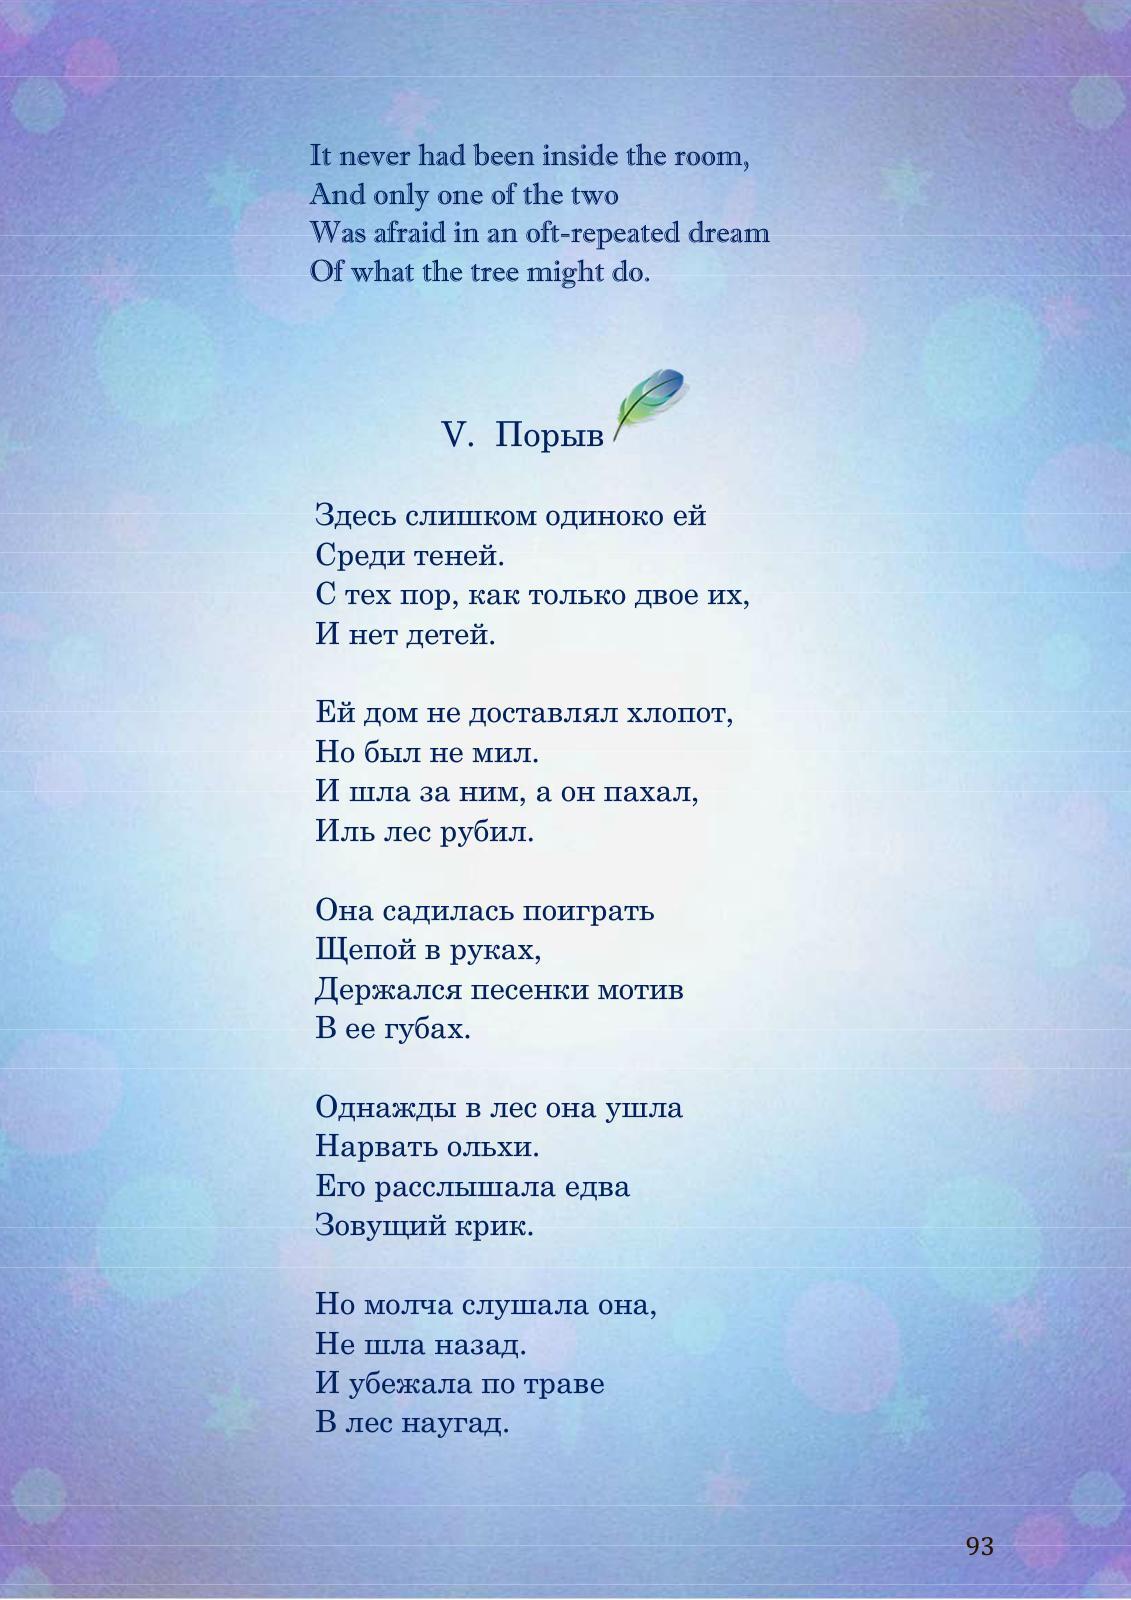 It never had been inside the room,
And only one of the two
Was afraid in an oft-repeated dream
Of what the tree might do.
V. Порыв
Здесь слишком одиноко ей
Среди теней.
С тех пор, как только двое их,
И нет детей.
Ей дом не доставлял хлопот,
Но был не мил.
И шла за ним, а он пахал,
Иль лес рубил.
Она садилась поиграть
Щепой в руках,
Держался песенки мотив
В ее губах.
Однажды в лес она ушла
Нарвать ольхи.
Его расслышала едва
Зовущий крик.
Но молча слушала она,
Не шла назад.
И убежала по траве
В лес наугад.
93